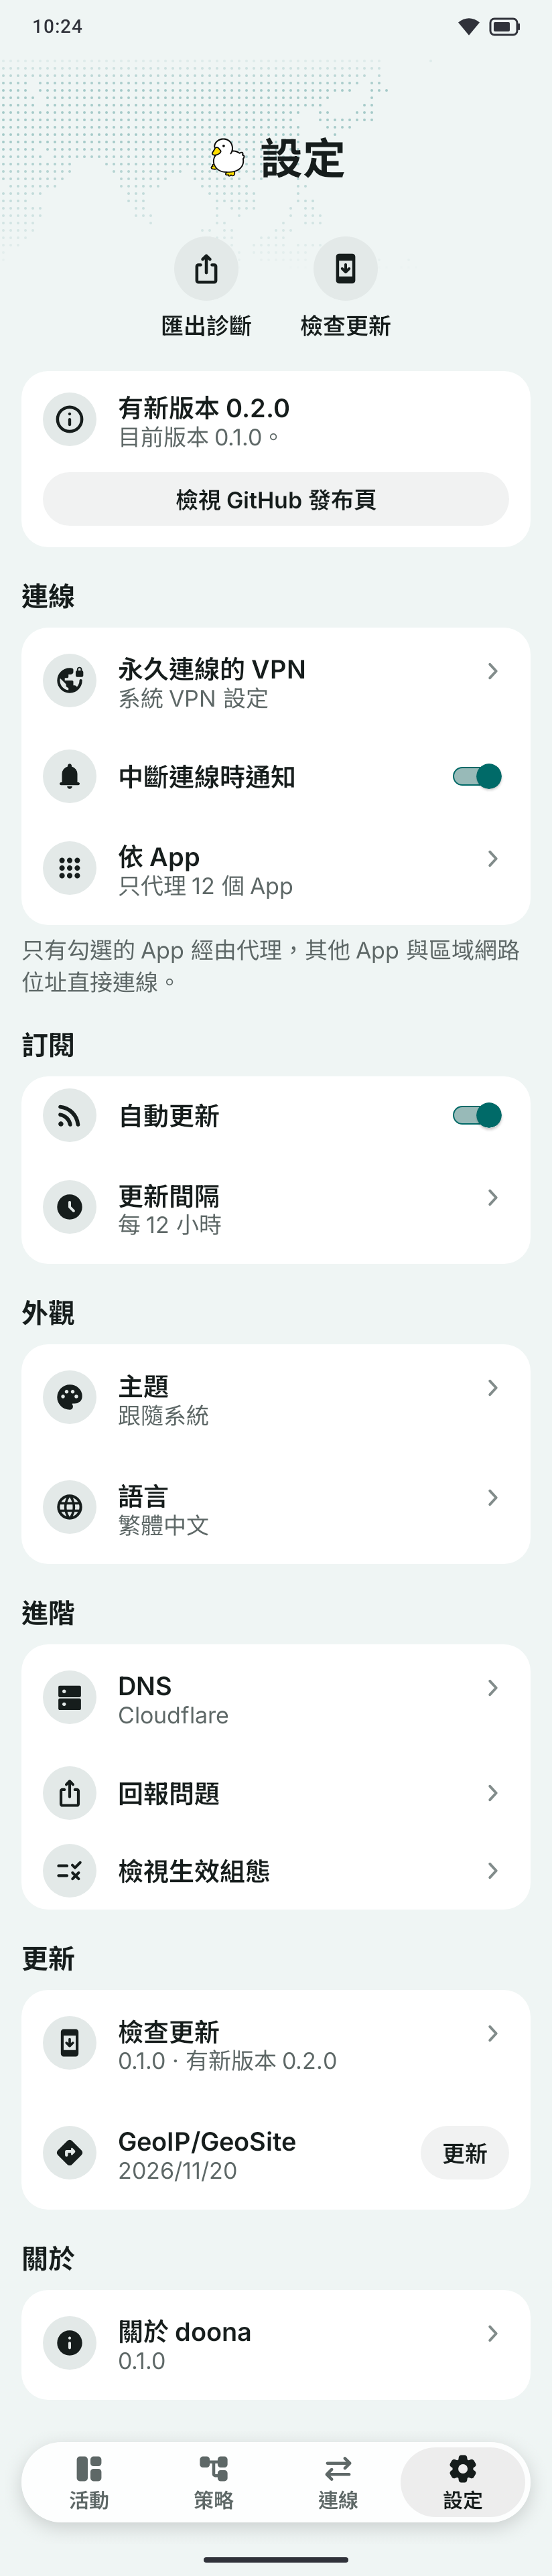 10:24
設定
匯出診斷
檢查更新
有新版本 0.2.0
目前版本 0.1.0。
檢視 GitHub 發布頁
連線
永久連線的 VPN
系統 VPN 設定
中斷連線時通知
依 App
只代理 12 個 App
只有勾選的 App 經由代理，其他 App 與區域網路
位址直接連線。
訂閱
自動更新
更新間隔
每 12 小時
外觀
主題
跟隨系統
語言
繁體中文
進階
DNS
Cloudflare
回報問題
檢視生效組態
更新
檢查更新
0.1.0 · 有新版本 0.2.0
GeoIP/GeoSite
2026/11/20
更新
關於
關於 doona
0.1.0
活動
策略
連線
設定